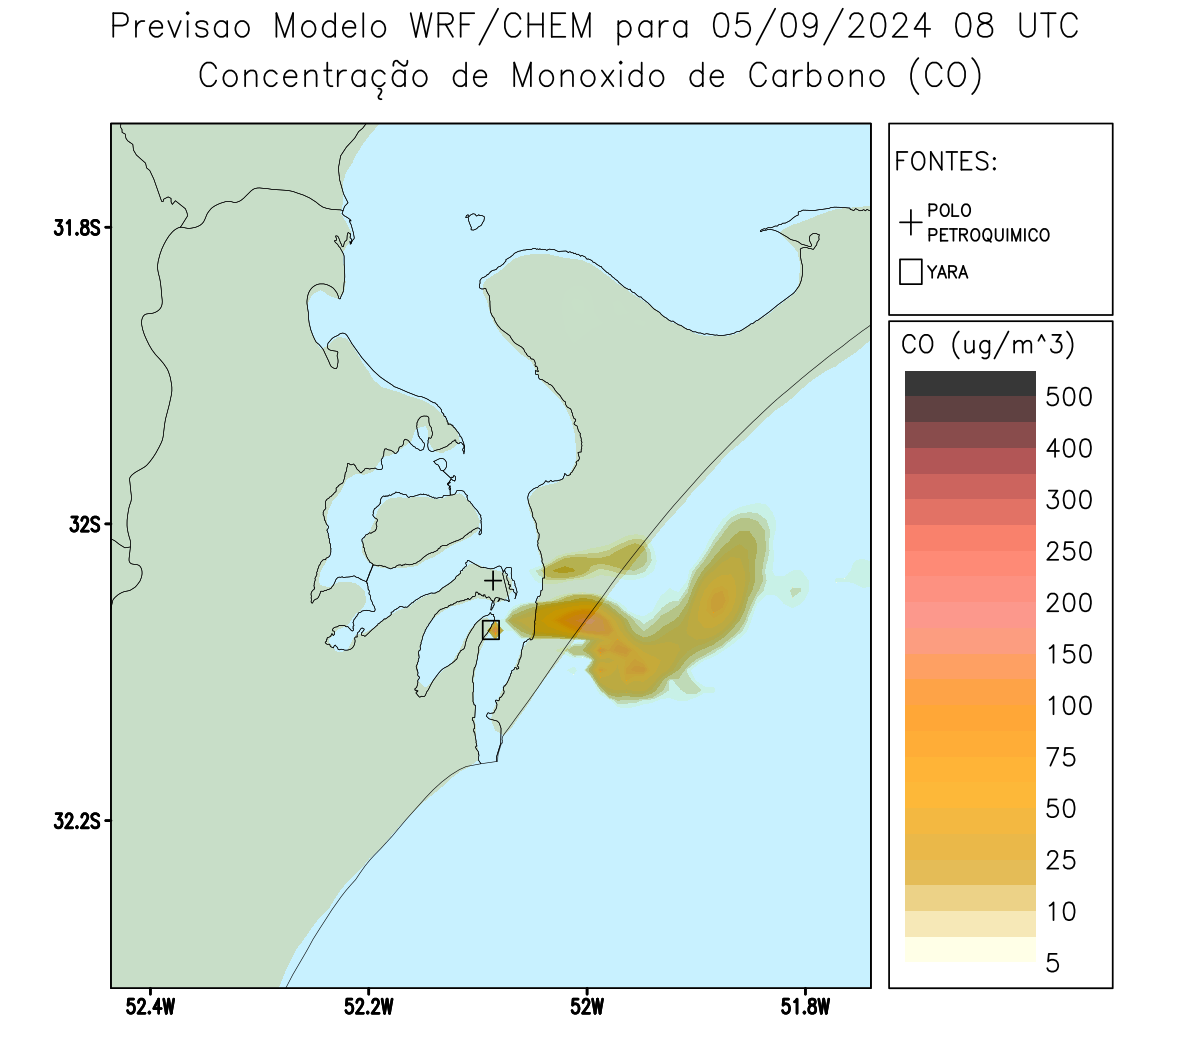 Previsao Modelo WRF/CHEM para 05/09/2024 08 UTC
Concentração de Monoxido de Carbono (CO)
FONTES:
POLO
PETROQUIMICO
YARA
CO (ug/m^3)
500
400
300
250
200
150
100
75
50
25
10
5
31.8S
32S
32.2S
52.4W
52.2W
52W
51.8W